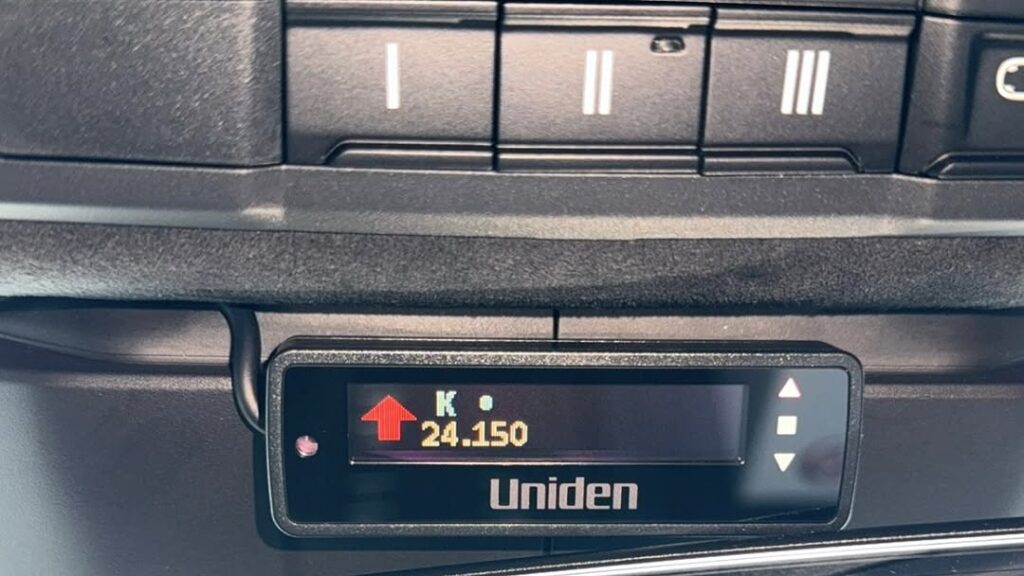 I II III
K
24.150
Uniden